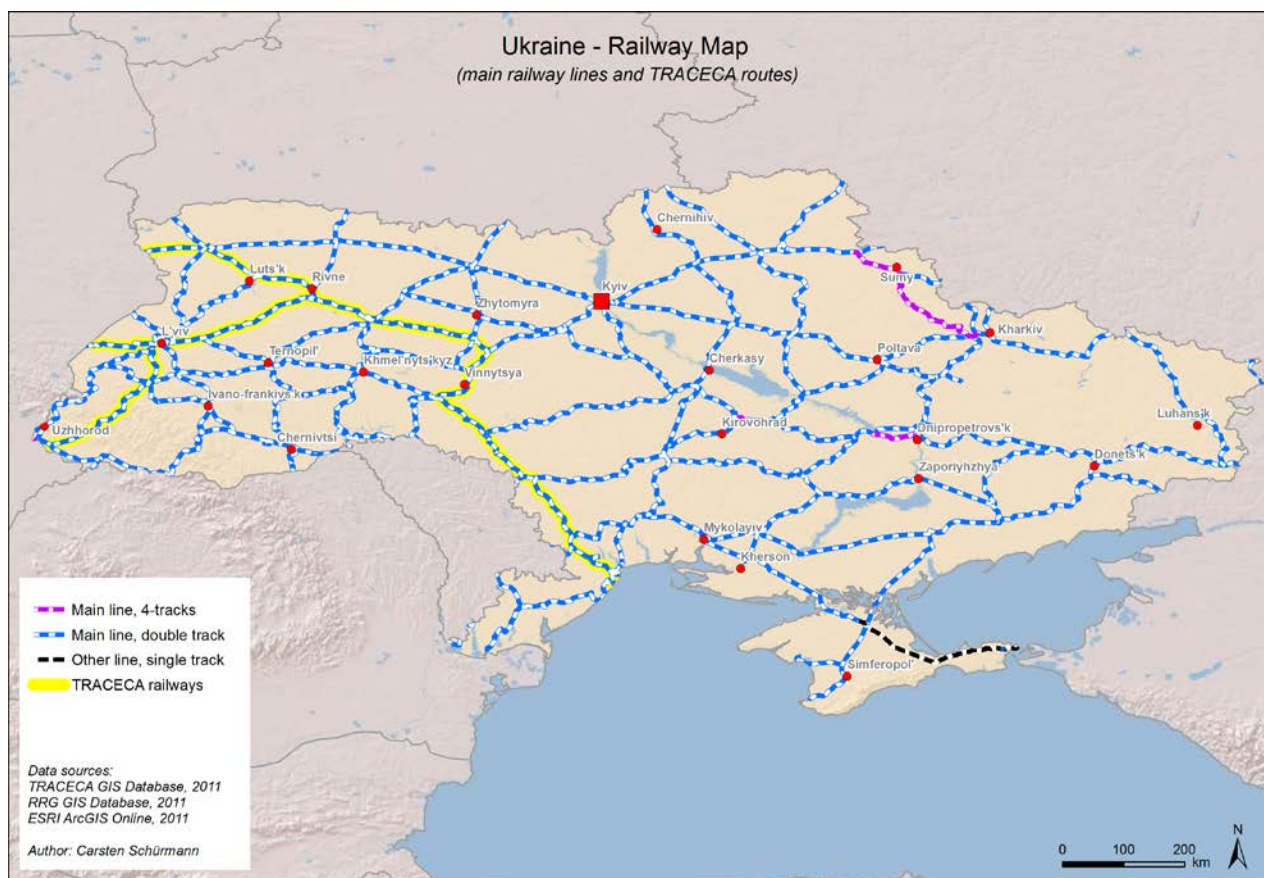 Ukraine - Railway Map
(main railway lines and TRACECA routes)
Chernihiv
Luts'k
Rivne
Kyiv
Sumy
Zhytomyra
L'viv
Kharkiv
Ternopil'
Khmel'nyts'kyz
Vinnytsya
Cherkasy
Poltava
Ivano-frankivs'k
Uzhhorod
Chernivtsi
Kirovohrad
Dnipropetrovs'k
Luhans'k
Donets'k
Zaporiyhzhya
Mykolayiv
Kherson
Simferopol'
Main line, 4-tracks
Main line, double track
Other line, single track
TRACECA railways
Data sources:
TRACECA GIS Database, 2011
RRG GIS Database, 2011
ESRI ArcGIS Online, 2011
Author: Carsten Schürmann
N
0 100 200
km